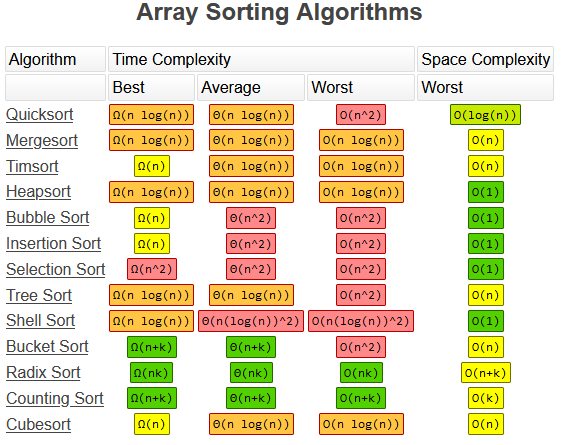 Array Sorting Algorithms
Algorithm Time Complexity Space Complexity
Best Average Worst Worst
Quicksort Ω(n log(n)) Θ(n log(n)) O(n^2) O(log(n))
Mergesort Ω(n log(n)) Θ(n log(n)) O(n log(n)) O(n)
Timsort Ω(n) Θ(n log(n)) O(n log(n)) O(n)
Heapsort Ω(n log(n)) Θ(n log(n)) O(n log(n)) O(1)
Bubble Sort Ω(n) Θ(n^2) O(n^2) O(1)
Insertion Sort Ω(n) Θ(n^2) O(n^2) O(1)
Selection Sort Ω(n^2) Θ(n^2) O(n^2) O(1)
Tree Sort Ω(n log(n)) Θ(n log(n)) O(n^2) O(n)
Shell Sort Ω(n log(n)) Θ(n(log(n))^2) O(n(log(n))^2) O(1)
Bucket Sort Ω(n+k) Θ(n+k) O(n^2) O(n)
Radix Sort Ω(nk) Θ(nk) O(nk) O(n+k)
Counting Sort Ω(n+k) Θ(n+k) O(n+k) O(k)
Cubesort Ω(n) Θ(n log(n)) O(n log(n)) O(n)